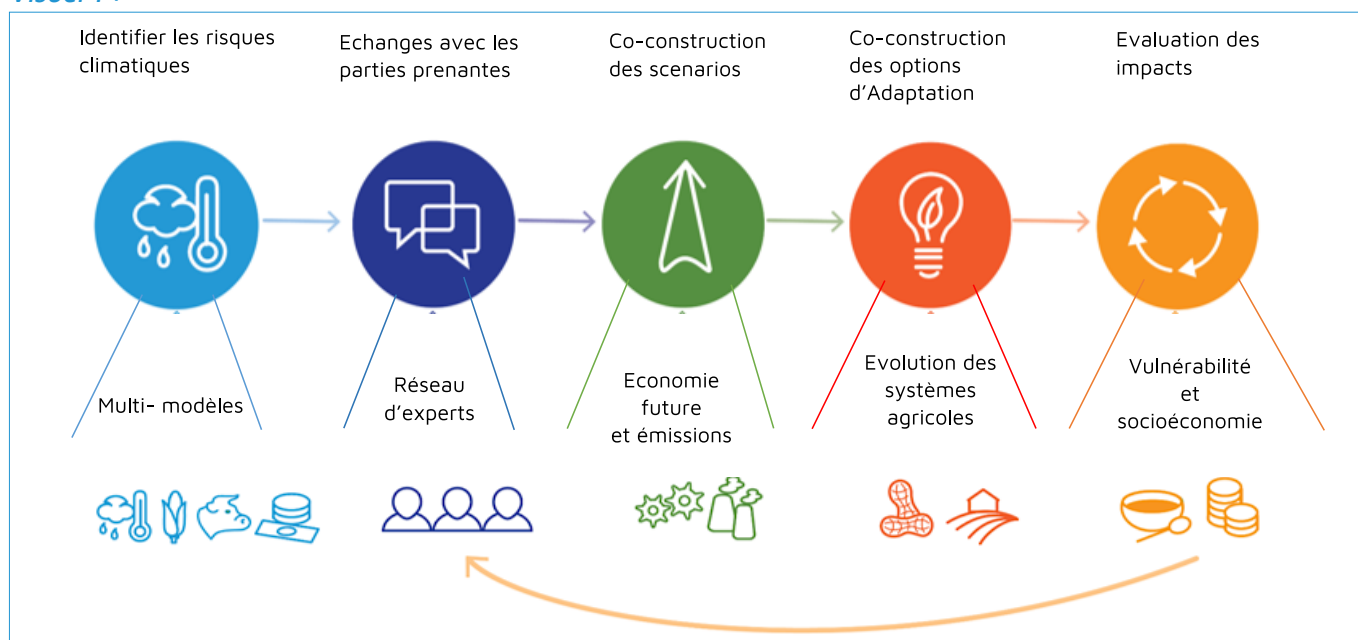 Identifier les risques
climatiques
Echanges avec les
parties prenantes
Co-construction
des scenarios
Co-construction
des options
d'Adaptation
Evaluation des
impacts
Multi- modèles
Réseau
d'experts
Economie
future
et émissions
Evolution des
systèmes
agricoles
Vulnérabilité
et
socioéconomie